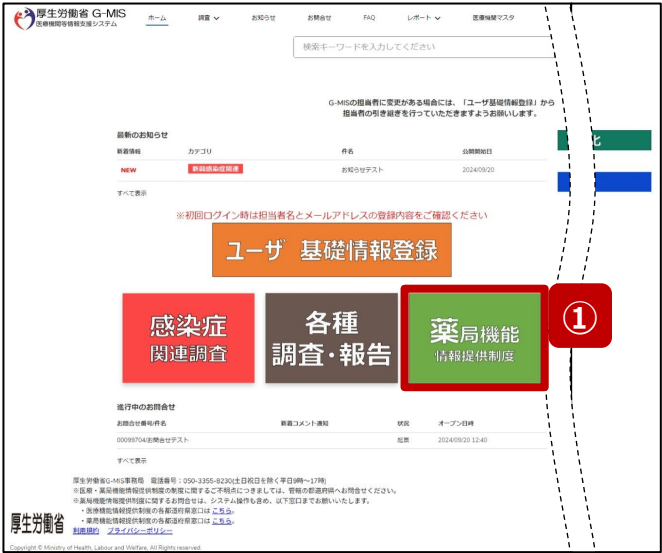 厚生労働省 G-MIS
医療機関等情報支援システム
ホーム 調査 お知らせ お問合せ FAQ レポート 医療機関マスタ
検索キーワードを入力してください
G-MISの担当者に変更がある場合には、「ユーザ基礎情報登録」から
担当者の引き継ぎを行っていただきますようお願いします。
最新のお知らせ
新着情報 カテゴリ 件名 公開開始日
NEW 新興感染症関連 お知らせテスト 2024/09/20
化
すべて表示
※初回ログイン時は担当者名とメールアドレスの登録内容をご確認ください
ユーザ 基礎情報登録
感染症
関連調査
各種
調査・報告
薬局機能
情報提供制度
①
進行中のお問合せ
お問合せ番号/件名 新着コメント通知 状況 オープン日時
00099704/お問合せテスト 起票 2024/09/20 12:40
すべて表示
厚生労働省G-MIS事務局 電話番号：050-3355-8230(土日祝日を除く平日9時～17時)
※医療・薬局機能情報提供制度の制度に関するご不明点につきましては、管轄の都道府県へお問合せください。
※薬局機能情報提供制度に関するお問合せは、システム操作も含め、以下窓口までお願いいたします。
・医療機能情報提供制度の各都道府県窓口は こちら。
・薬局機能情報提供制度の各都道府県窓口は こちら。
利用規約 プライバシーポリシー
厚生労働省
Copyright © Ministry of Health, Labour and Welfare, All Rights reserved.